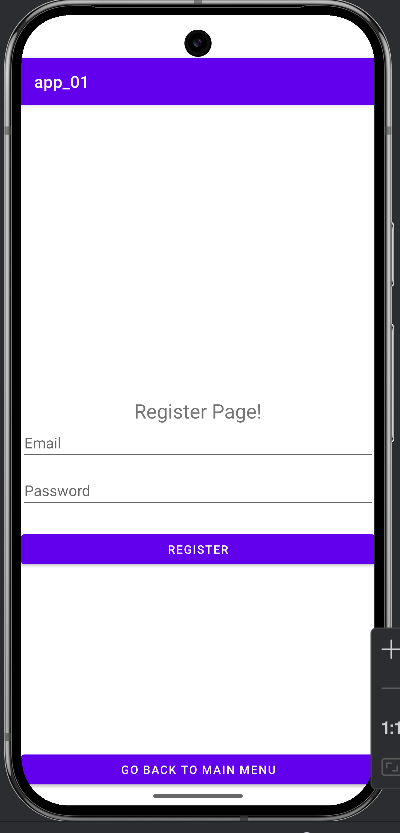 app_01
Register Page!
Email
Password
REGISTER
GO BACK TO MAIN MENU